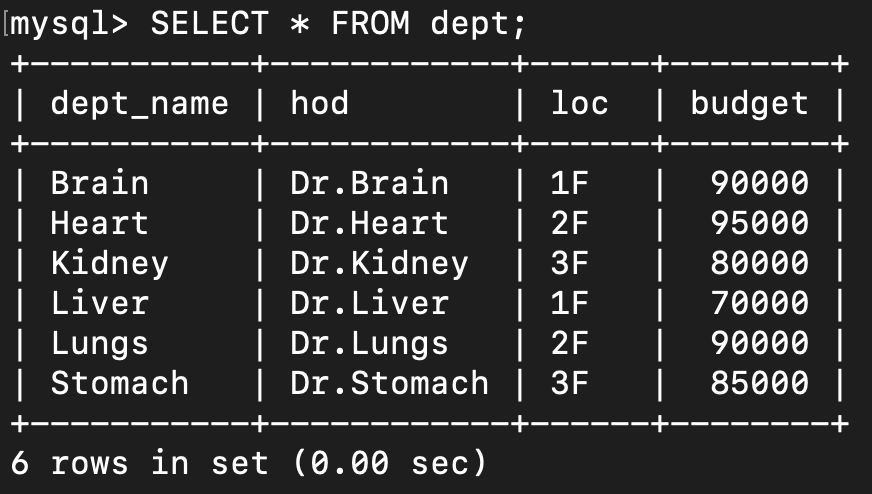 [mysql> SELECT * FROM dept;
+-----------+------------+------+--------+
| dept_name | hod        | loc  | budget |
+-----------+------------+------+--------+
| Brain     | Dr.Brain   | 1F   |  90000 |
| Heart     | Dr.Heart   | 2F   |  95000 |
| Kidney    | Dr.Kidney  | 3F   |  80000 |
| Liver     | Dr.Liver   | 1F   |  70000 |
| Lungs     | Dr.Lungs   | 2F   |  90000 |
| Stomach   | Dr.Stomach | 3F   |  85000 |
+-----------+------------+------+--------+
6 rows in set (0.00 sec)